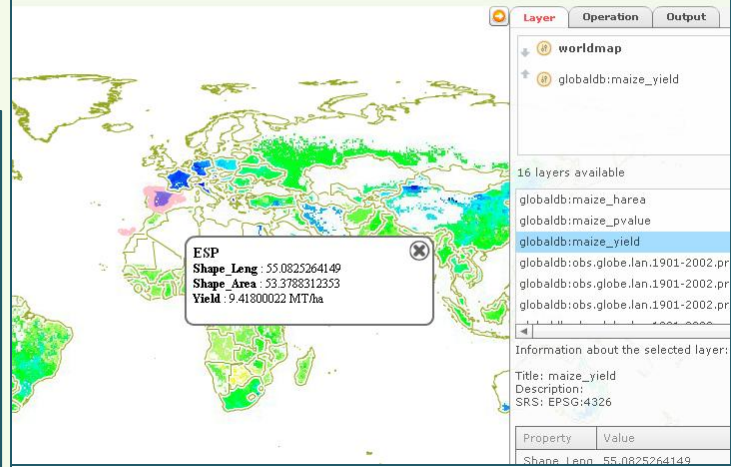 ESP
Shape_Leng : 55.0825264149
Shape_Area : 53.3788312353
Yield : 9.41800022 MT/ha
Layer
Operation
Output
worldmap
globaldb:maize_yield
16 layers available
globaldb:maize_harea
globaldb:maize_pvalue
globaldb:maize_yield
globaldb:obs.globe.lan.1901-2002.pr
globaldb:obs.globe.lan.1901-2002.pr
globaldb:obs.globe.lan.1901-2002.pr
Information about the selected layer:
Title: maize_yield
Description:
SRS: EPSG:4326
Property Value
Shape_Leng 55.0825264149